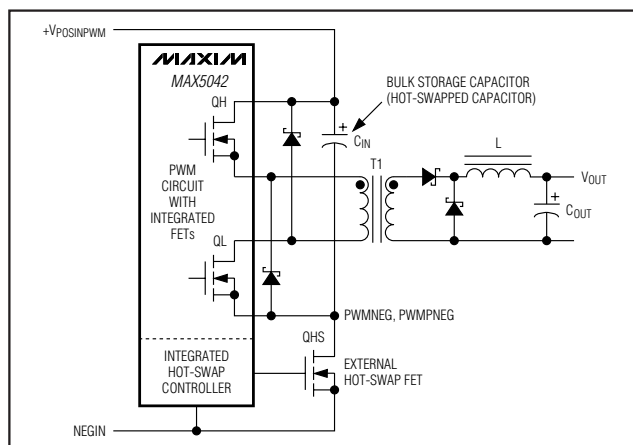 +VPOSINPWM
MAXIM
MAX5042
QH
PWM
CIRCUIT
WITH
INTEGRATED
FETs
QL
INTEGRATED
HOT-SWAP
CONTROLLER
NEGIN
BULK STORAGE CAPACITOR
(HOT-SWAPPED CAPACITOR)
+
CIN
T1
L
VOUT
+
COUT
PWMNEG, PWMPNEG
QHS
EXTERNAL
HOT-SWAP FET